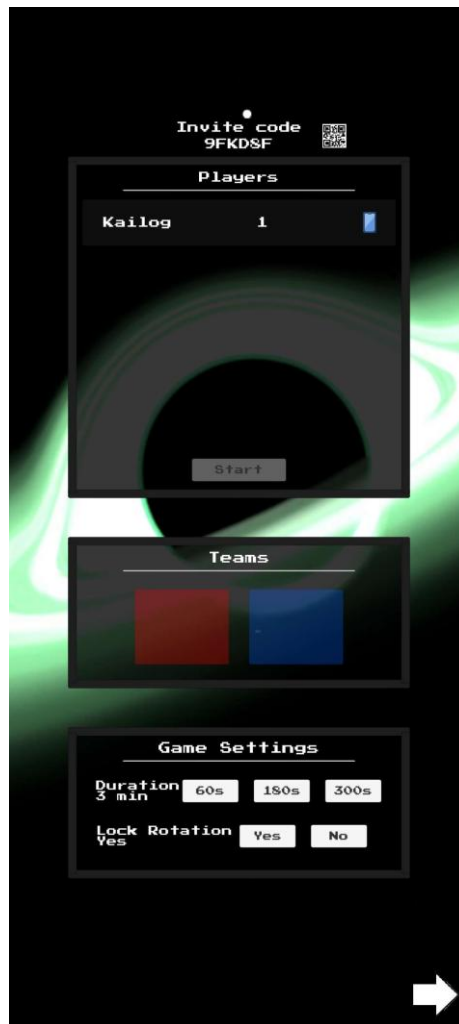 Invite code
9FKD8F
Players
Kailog 1
Start
Teams
Game Settings
Duration 60s 180s 300s
3 min
Lock Rotation Yes No
Yes